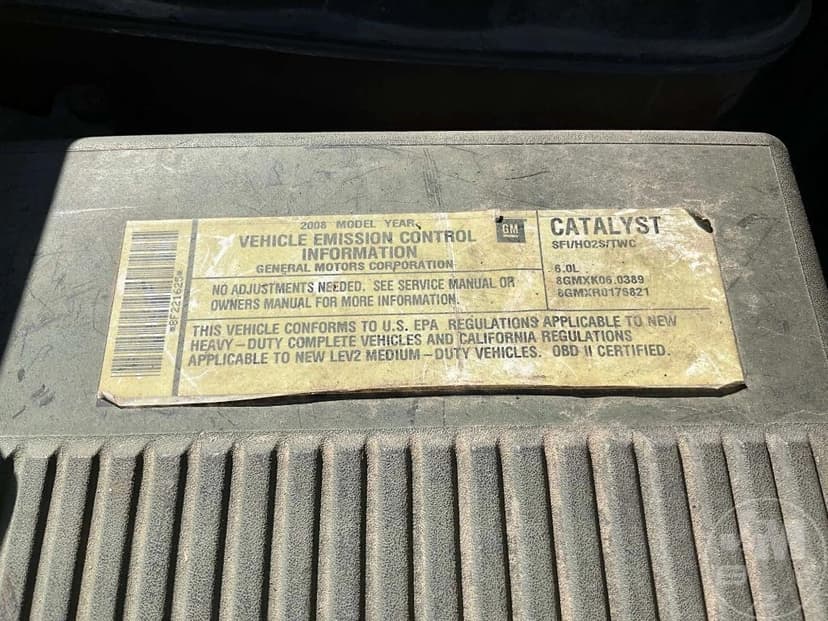 2008 MODEL YEAR
VEHICLE EMISSION CONTROL
INFORMATION
GENERAL MOTORS CORPORATION
GM
NO ADJUSTMENTS NEEDED. SEE SERVICE MANUAL OR
OWNERS MANUAL FOR MORE INFORMATION.
CATALYST
SFI/HO2S/TWC
6.0L
8GMXK06.0389
8GMXR0176821
THIS VEHICLE CONFORMS TO U.S. EPA REGULATIONS APPLICABLE TO NEW
HEAVY-DUTY COMPLETE VEHICLES AND CALIFORNIA REGULATIONS
APPLICABLE TO NEW LEV2 MEDIUM-DUTY VEHICLES. OBD II CERTIFIED.
*8F221625*